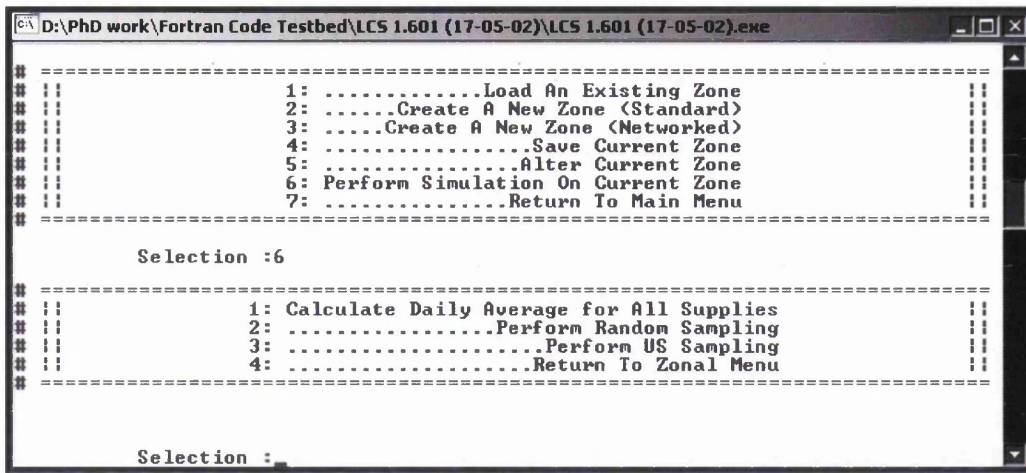 D:\PhD work\Fortran Code Testbed\LCS 1.601 (17-05-02)\LCS 1.601 (17-05-02).exe
# ============================================================================
# || 1: .............Load An Existing Zone ||
# || 2: ......Create A New Zone (Standard) ||
# || 3: .....Create A New Zone (Networked) ||
# || 4: .................Save Current Zone ||
# || 5: ................Alter Current Zone ||
# || 6: Perform Simulation On Current Zone ||
# || 7: ...............Return To Main Menu ||
# ============================================================================
Selection :6
# ============================================================================
# || 1: Calculate Daily Average for All Supplies ||
# || 2: .................Perform Random Sampling ||
# || 3: .....................Perform US Sampling ||
# || 4: ....................Return To Zonal Menu ||
# ============================================================================
Selection :_